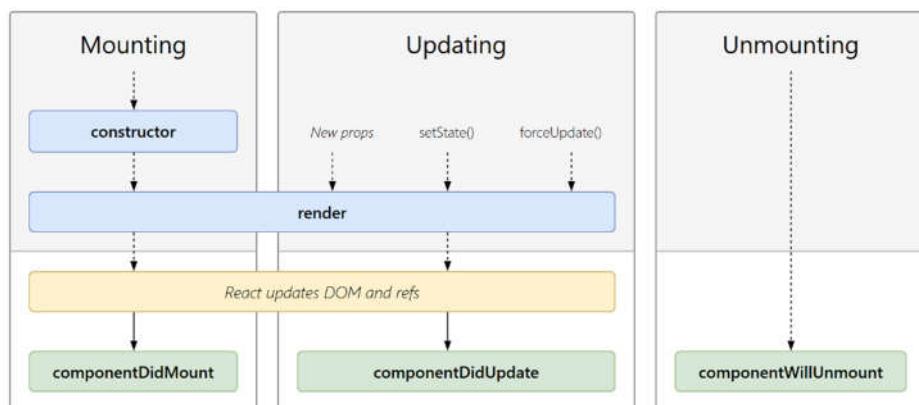 Mounting
Updating
Unmounting
constructor
New props
setState()
forceUpdate()
render
React updates DOM and refs
componentDidMount
componentDidUpdate
componentWillUnmount